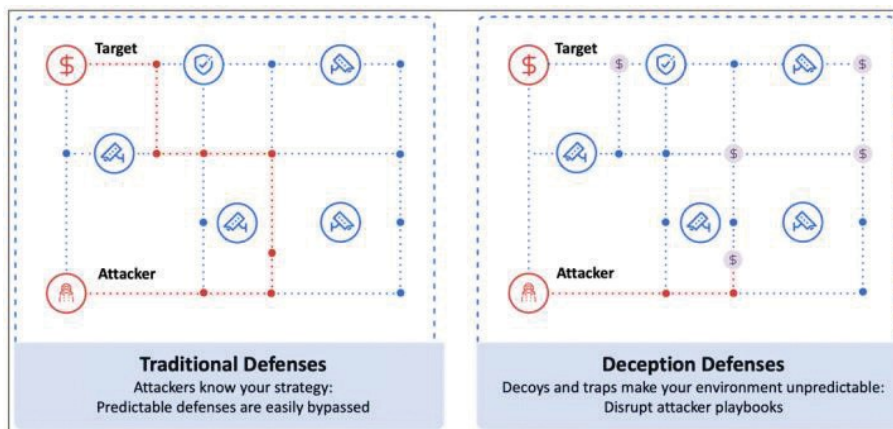 Target
$
Attacker
Traditional Defenses
Attackers know your strategy:
Predictable defenses are easily bypassed
Target
$
$
$
$
$
$
Attacker
Deception Defenses
Decoys and traps make your environment unpredictable:
Disrupt attacker playbooks